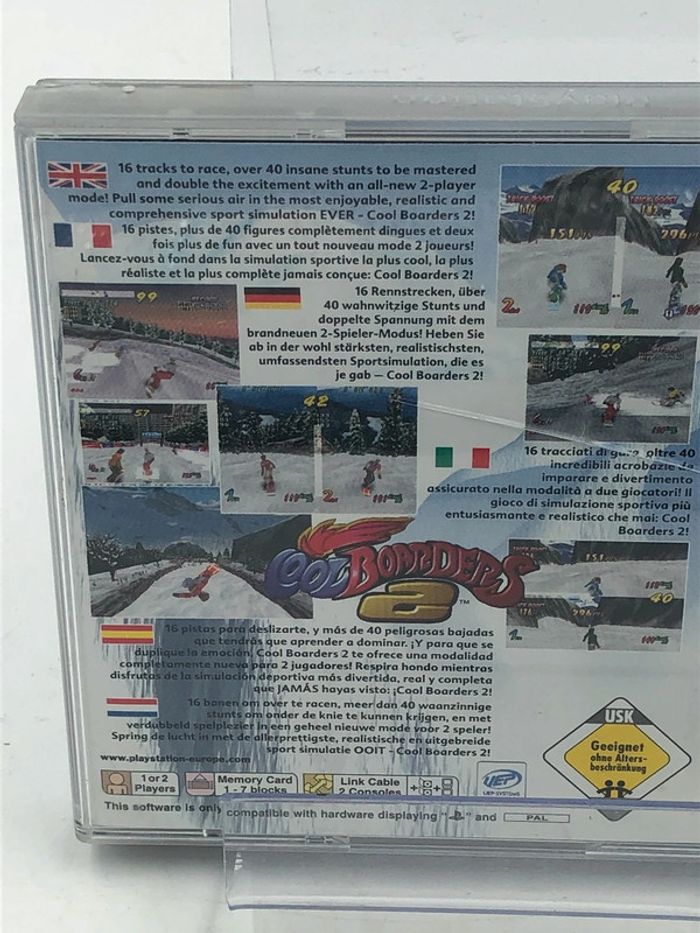 16 tracks to race, over 40 insane stunts to be mastered
and double the excitement with an all-new 2-player
mode! Pull some serious air in the most enjoyable, realistic and
comprehensive sport simulation EVER - Cool Boarders 2!
16 pistes, plus de 40 figures complètement dingues et deux
fois plus de fun avec un tout nouveau mode 2 joueurs!
Lancez-vous à fond dans la simulation sportive la plus cool, la plus
réaliste et la plus complète jamais conçue: Cool Boarders 2!
16 Rennstrecken, über
40 wahnwitzige Stunts und
doppelte Spannung mit dem
brandneuen 2-Spieler-Modus! Heben Sie
ab in der wohl stärksten, realistischsten,
umfassendsten Sportsimulation, die es
je gab – Cool Boarders 2!
40
99
99
57
42
16 tracciati di gara, oltre 40
incredibili acrobazie da
imparare e divertimento
assicurato nella modalità a due giocatori! Il
gioco di simulazione sportiva più
entusiasmante e realistico che mai: Cool
Boarders 2!
COOL BOARDERS
2 ™
40
16 pistas para deslizarte, y más de 40 peligrosas bajadas
que tendrás que aprender a dominar. ¡Y para que se
duplique la emoción, Cool Boarders 2 te ofrece una modalidad
completamente nueva para 2 jugadores! Respira hondo mientras
disfrutas de la simulación deportiva más divertida, real y completa
que JAMÁS hayas visto: ¡Cool Boarders 2!
16 banen om over te racen, meer dan 40 waanzinnige
stunts om onder de knie te kunnen krijgen, en met
verdubbeld spelplezier in een geheel nieuwe mode voor 2 speler!
Spring de lucht in met de allerprettigste, realistische en uitgebreide
sport simulatie OOIT - Cool Boarders 2!
www.playstation-europe.com
USK
Geeignet
ohne Alters-
beschränkung
1 or 2
Players
Memory Card
1 - 7 blocks
Link Cable
2 Consoles
UEP
UEP-SYSTEMS
This software is only compatible with hardware displaying " " and PAL